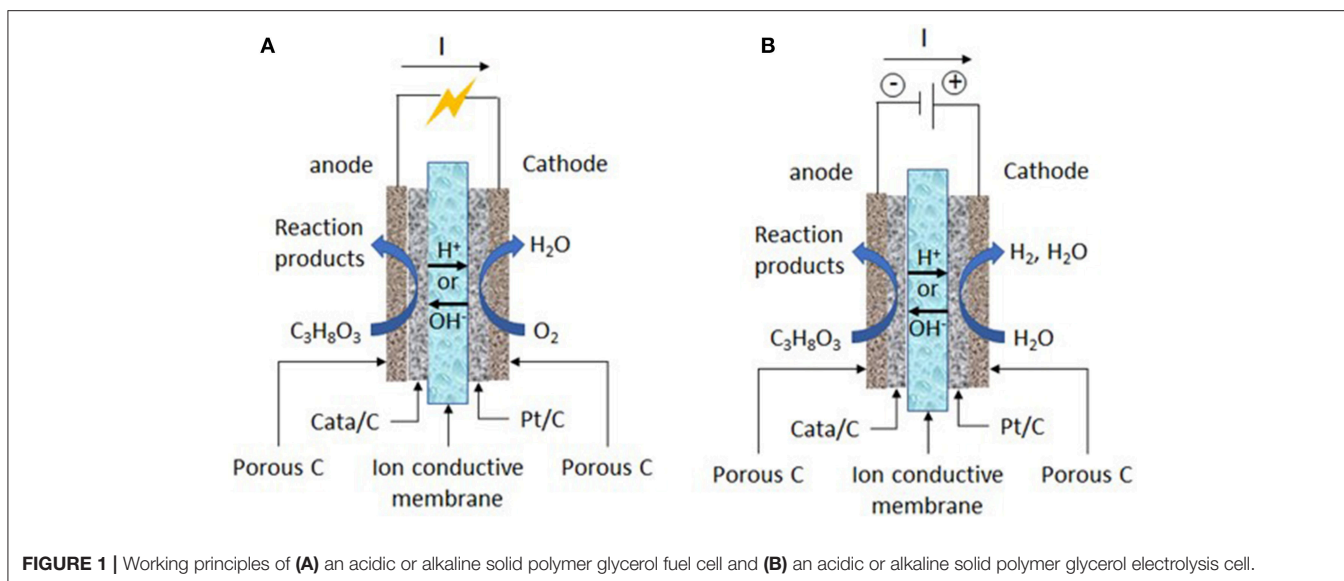 A
I
anode
Cathode
Reaction
products
H₂O
H⁺
or
OH⁻
C₃H₈O₃
O₂
Cata/C
Pt/C
Porous C
Ion conductive
membrane
Porous C
B
I
-
+
anode
Cathode
Reaction
products
H₂, H₂O
H⁺
or
OH⁻
C₃H₈O₃
H₂O
Cata/C
Pt/C
Porous C
Ion conductive
membrane
Porous C
FIGURE 1 | Working principles of (A) an acidic or alkaline solid polymer glycerol fuel cell and (B) an acidic or alkaline solid polymer glycerol electrolysis cell.